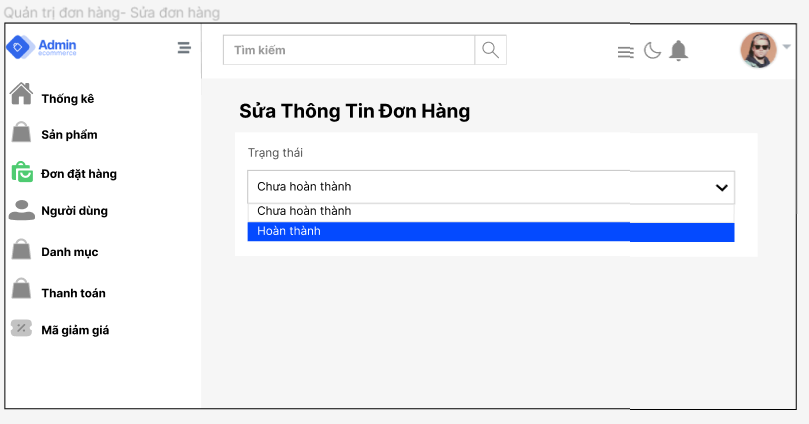 Quản trị đơn hàng- Sửa đơn hàng
Admin
ecommerce
Tìm kiếm
Thống kê
Sản phẩm
Đơn đặt hàng
Người dùng
Danh mục
Thanh toán
Mã giảm giá
Sửa Thông Tin Đơn Hàng
Trạng thái
Chưa hoàn thành
Chưa hoàn thành
Hoàn thành